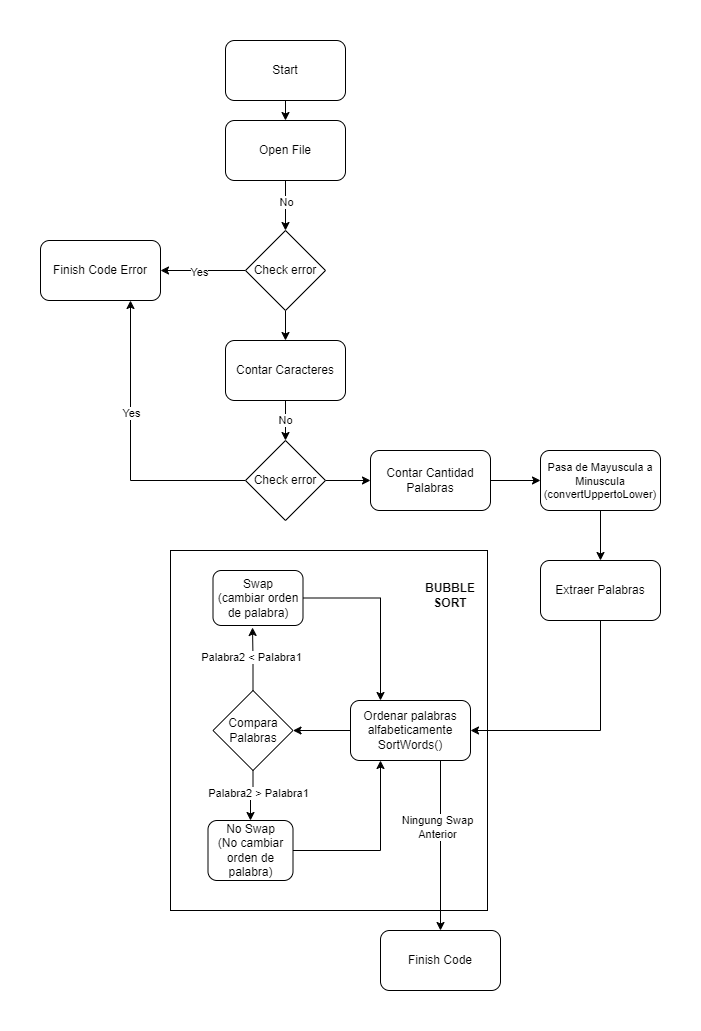 Start
Open File
No
Finish Code Error
Yes
Check error
Contar Caracteres
Yes
No
Check error
Contar Cantidad
Palabras
Pasa de Mayuscula a
Minuscula
(convertUppertoLower)
Extraer Palabras
BUBBLE
SORT
Swap
(cambiar orden
de palabra)
Palabra2 < Palabra1
Compara
Palabras
Ordenar palabras
alfabeticamente
SortWords()
Palabra2 > Palabra1
No Swap
(No cambiar
orden de
palabra)
Ningung Swap
Anterior
Finish Code